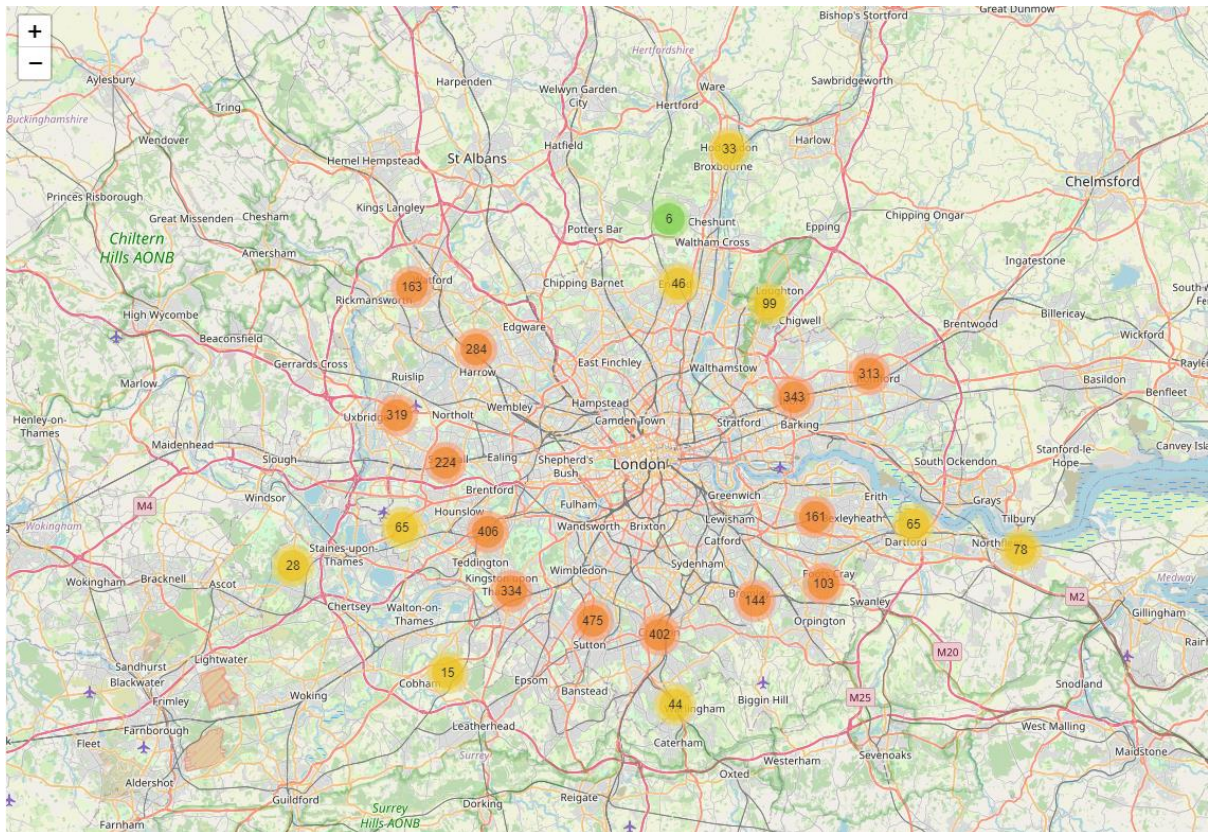 +
−
Bishop's Stortford
Great Dunmow
Hertfordshire
Aylesbury
Harpenden
Welwyn Garden
City
Ware
Sawbridgeworth
Tring
Hertford
Buckinghamshire
Wendover
Hatfield
Harlow
33
Broxbourne
Hemel Hempstead
St Albans
Chelmsford
Princes Risborough
Kings Langley
Great Missenden
Chesham
6
Cheshunt
Chipping Ongar
Potters Bar
Epping
Chiltern
Hills AONB
Amersham
Waltham Cross
Ingatestone
163
Rickmansworth
Chipping Barnet
46
Loughton
99
Chigwell
High Wycombe
Billericay
Brentwood
Wickford
Beaconsfield
Edgware
284
Harrow
Gerrards Cross
East Finchley
Walthamstow
313
Marlow
Ruislip
Basildon
Benfleet
343
Hampstead
Wembley
Northolt
319
Henley-on-
Thames
Camden Town
Stratford
Barking
Maidenhead
Slough
224
Ealing
Shepherd's
Bush
London
South Ockendon
Stanford-le-
Hope
Windsor
Brentford
Greenwich
Erith
Grays
M4
Hounslow
Fulham
Tilbury
Wokingham
65
406
Wandsworth
Brixton
Lewisham
161
65
Catford
Dartford
78
Staines-upon-
Thames
28
Teddington
Wimbledon
Sydenham
Wokingham
Bracknell
Ascot
334
103
Swanley
M2
Medway
Gillingham
Chertsey
Walton-on-
Thames
144
Orpington
475
Sutton
402
M20
Sandhurst
Blackwater
Lightwater
15
Cobham
Epsom
Banstead
Biggin Hill
Snodland
Frimley
Woking
44
M25
Farnborough
Fleet
Leatherhead
Caterham
West Malling
Surrey
Sevenoaks
Maidstone
Westerham
Oxted
Aldershot
Guildford
Dorking
Reigate
Surrey
Hills AONB
Farnham